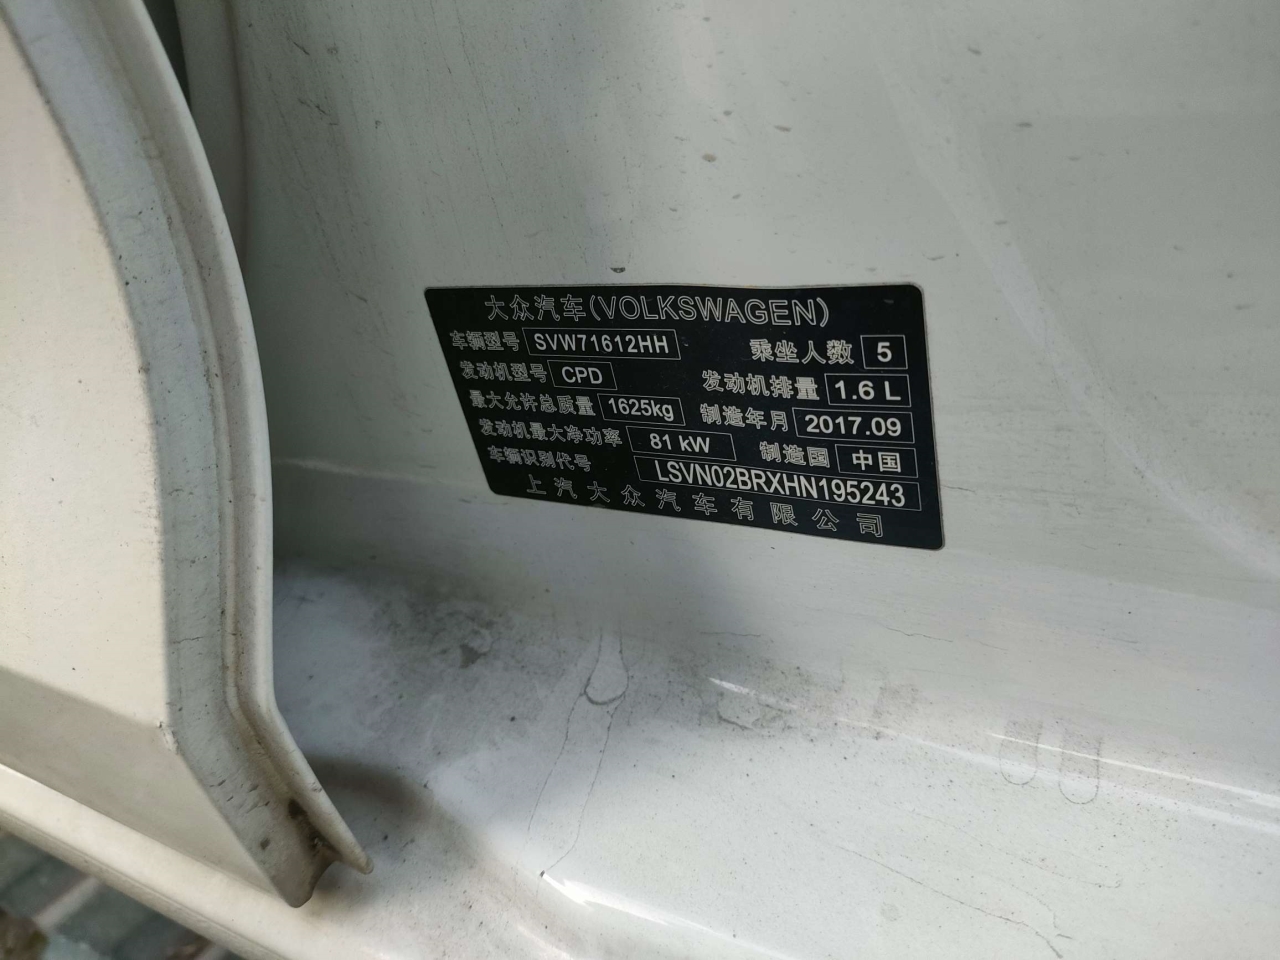 大众汽车(VOLKSWAGEN)
车辆型号 SVW71612HH 乘坐人数 5
发动机型号 CPD 发动机排量 1.6 L
最大允许总质量 1625kg 制造年月 2017.09
发动机最大净功率 81 kW 制造国 中国
车辆识别代号 LSVN02BRXHN195243
上汽大众汽车有限公司